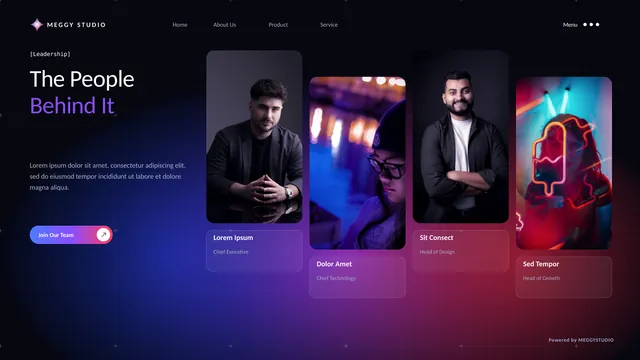 MEGGY STUDIO
Home
About Us
Product
Service
Menu
[Leadership]
The People
Behind It
Lorem ipsum dolor sit amet, consectetur adipiscing elit,
sed do eiusmod tempor incididunt ut labore et dolore
magna aliqua.
Join Our Team
Lorem Ipsum
Chief Executive
Dolor Amet
Chief Technology
Sit Consect
Head of Design
Sed Tempor
Head of Growth
Powered by MEGGYSTUDIO